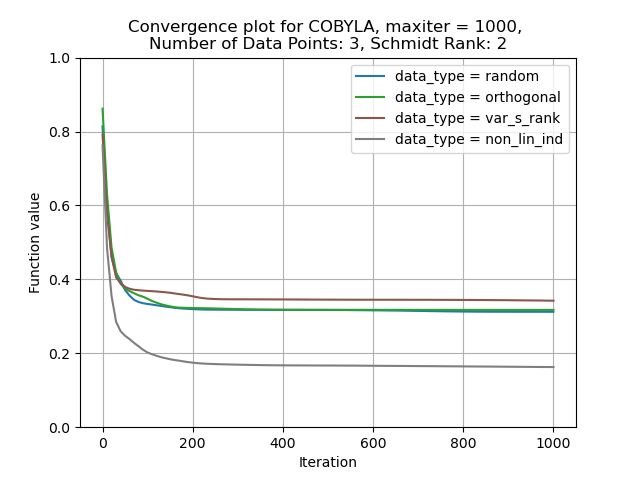 Convergence plot for COBYLA, maxiter = 1000,
Number of Data Points: 3, Schmidt Rank: 2
data_type = random
data_type = orthogonal
data_type = var_s_rank
data_type = non_lin_ind
Function value
1.0
0.8
0.6
0.4
0.2
0.0
0 200 400 600 800 1000
Iteration